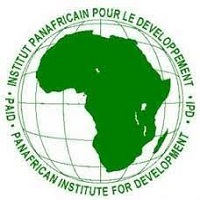 INSTITUT PANAFRICAIN POUR LE DEVELOPPEMENT
· IPD ·
PANAFRICAN INSTITUTE FOR DEVELOPMENT
· PAID ·